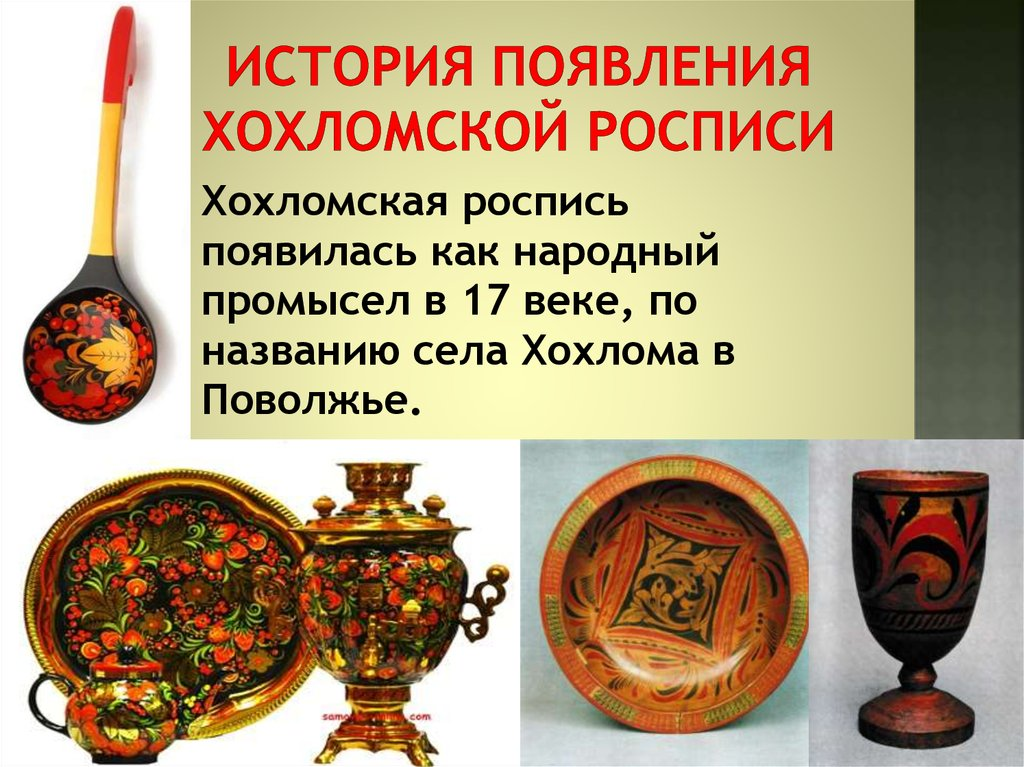 ИСТОРИЯ ПОЯВЛЕНИЯ
ХОХЛОМСКОЙ РОСПИСИ
Хохломская роспись
появилась как народный
промысел в 17 веке, по
названию села Хохлома в
Поволжье.